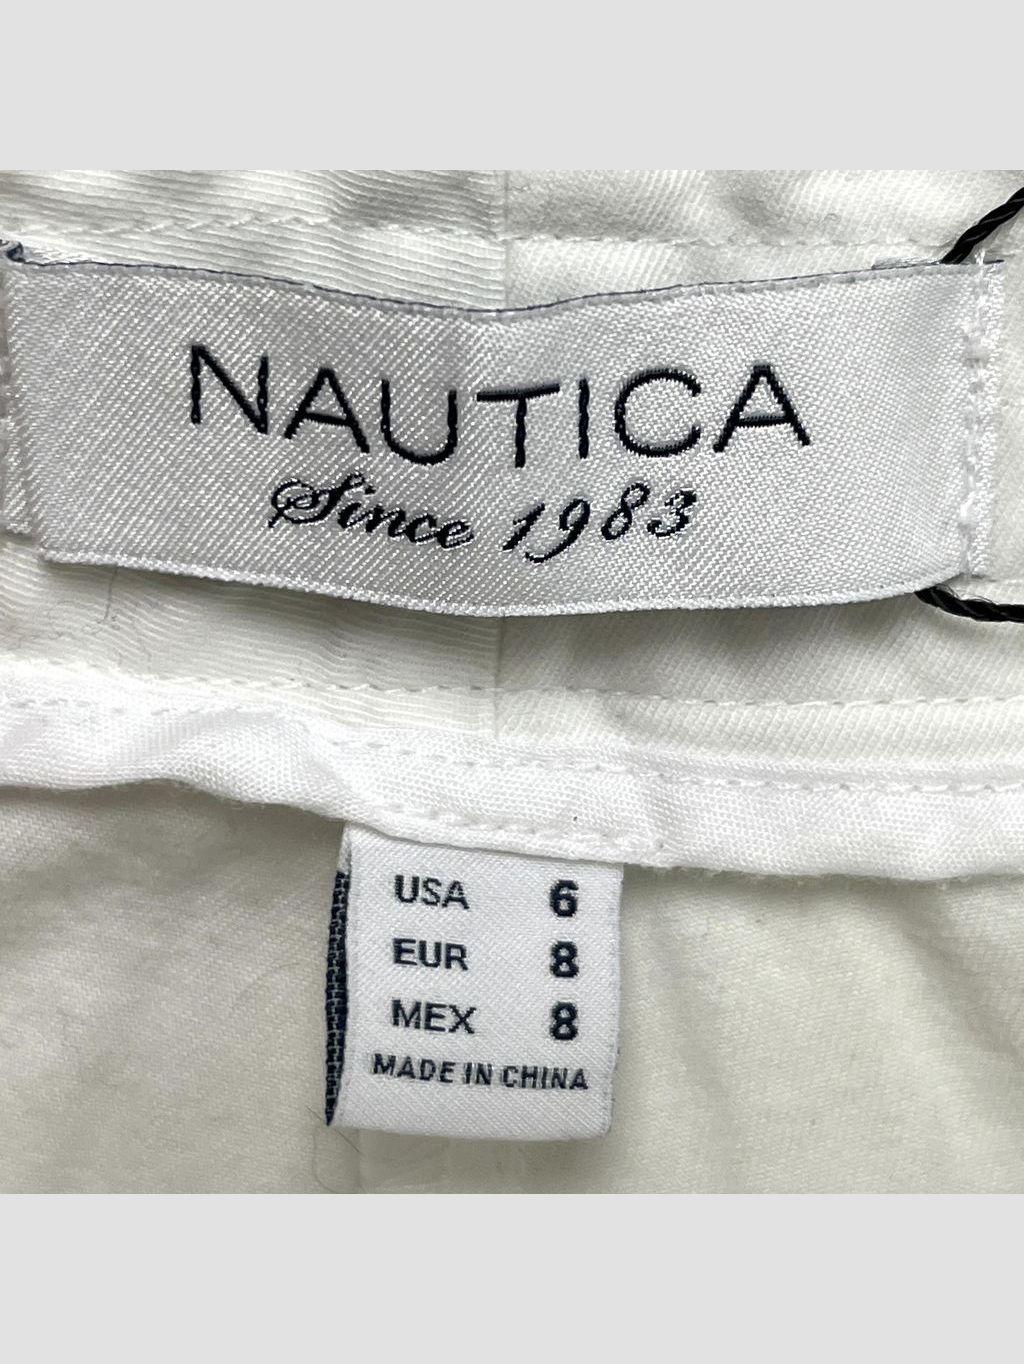 NAUTICA
Since 1983
USA 6
EUR 8
MEX 8
MADE IN CHINA